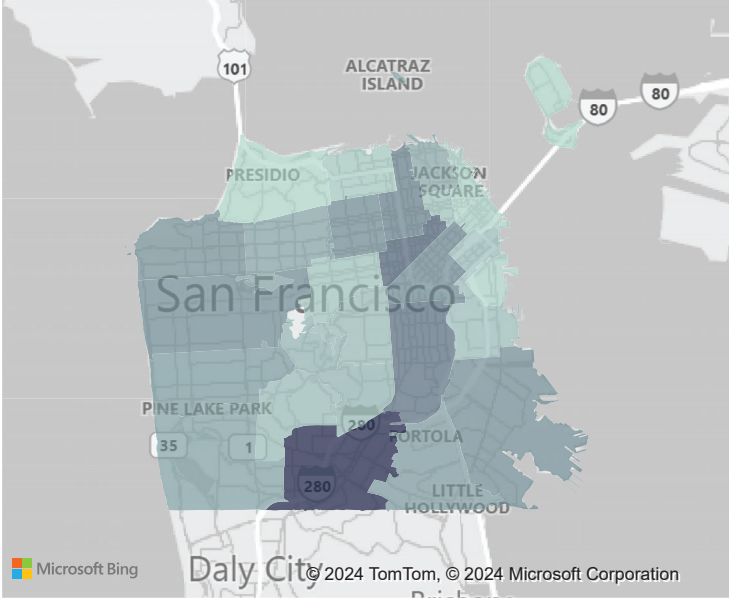 101
ALCATRAZ
ISLAND
80
80
PRESIDIO
JACKSON
SQUARE
San Francisco
PINE LAKE PARK
280
35
1
PORTOLA
280
LITTLE
HOLLYWOOD
Microsoft Bing
Daly City
© 2024 TomTom, © 2024 Microsoft Corporation